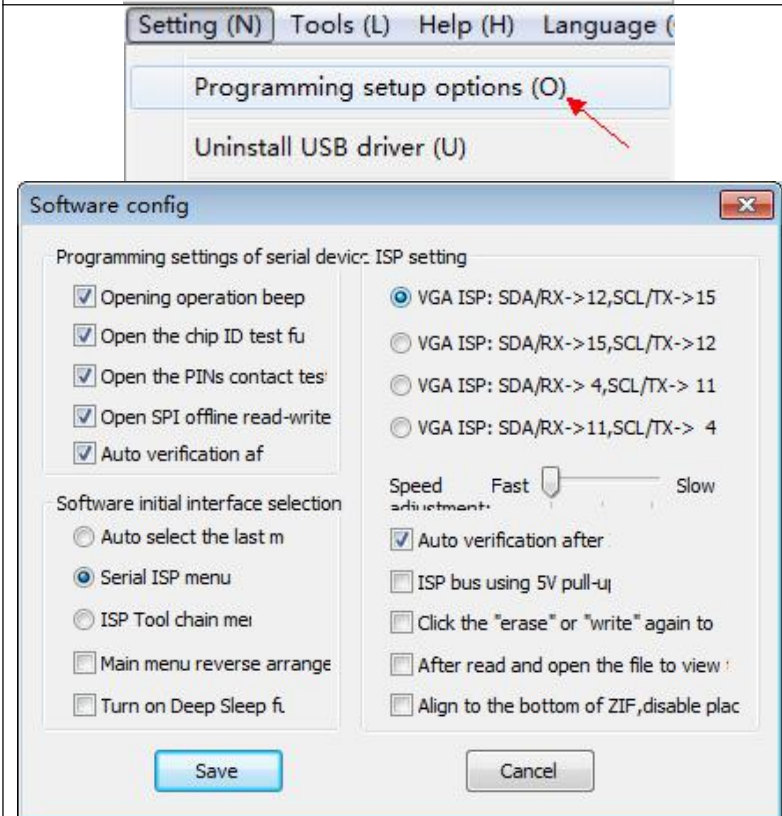 Setting (N) Tools (L) Help (H) Language (
Programming setup options (O)
Uninstall USB driver (U)
Software config
Programming settings of serial devic
Opening operation beep
Open the chip ID test fu
Open the PINs contact tes
Open SPI offline read-write
Auto verification af
Software initial interface selection
Auto select the last m
Serial ISP menu
ISP Tool chain me
Main menu reverse arrange
Turn on Deep Sleep f
ISP setting
VGA ISP: SDA/RX->12,SCL/TX->15
VGA ISP: SDA/RX->15,SCL/TX->12
VGA ISP: SDA/RX-> 4,SCL/TX-> 11
VGA ISP: SDA/RX->11,SCL/TX-> 4
Speed Fast Slow
adjustment:
Auto verification after
ISP bus using 5V pull-u
Click the "erase" or "write" again to
After read and open the file to view
Align to the bottom of ZIF,disable plac
Save Cancel